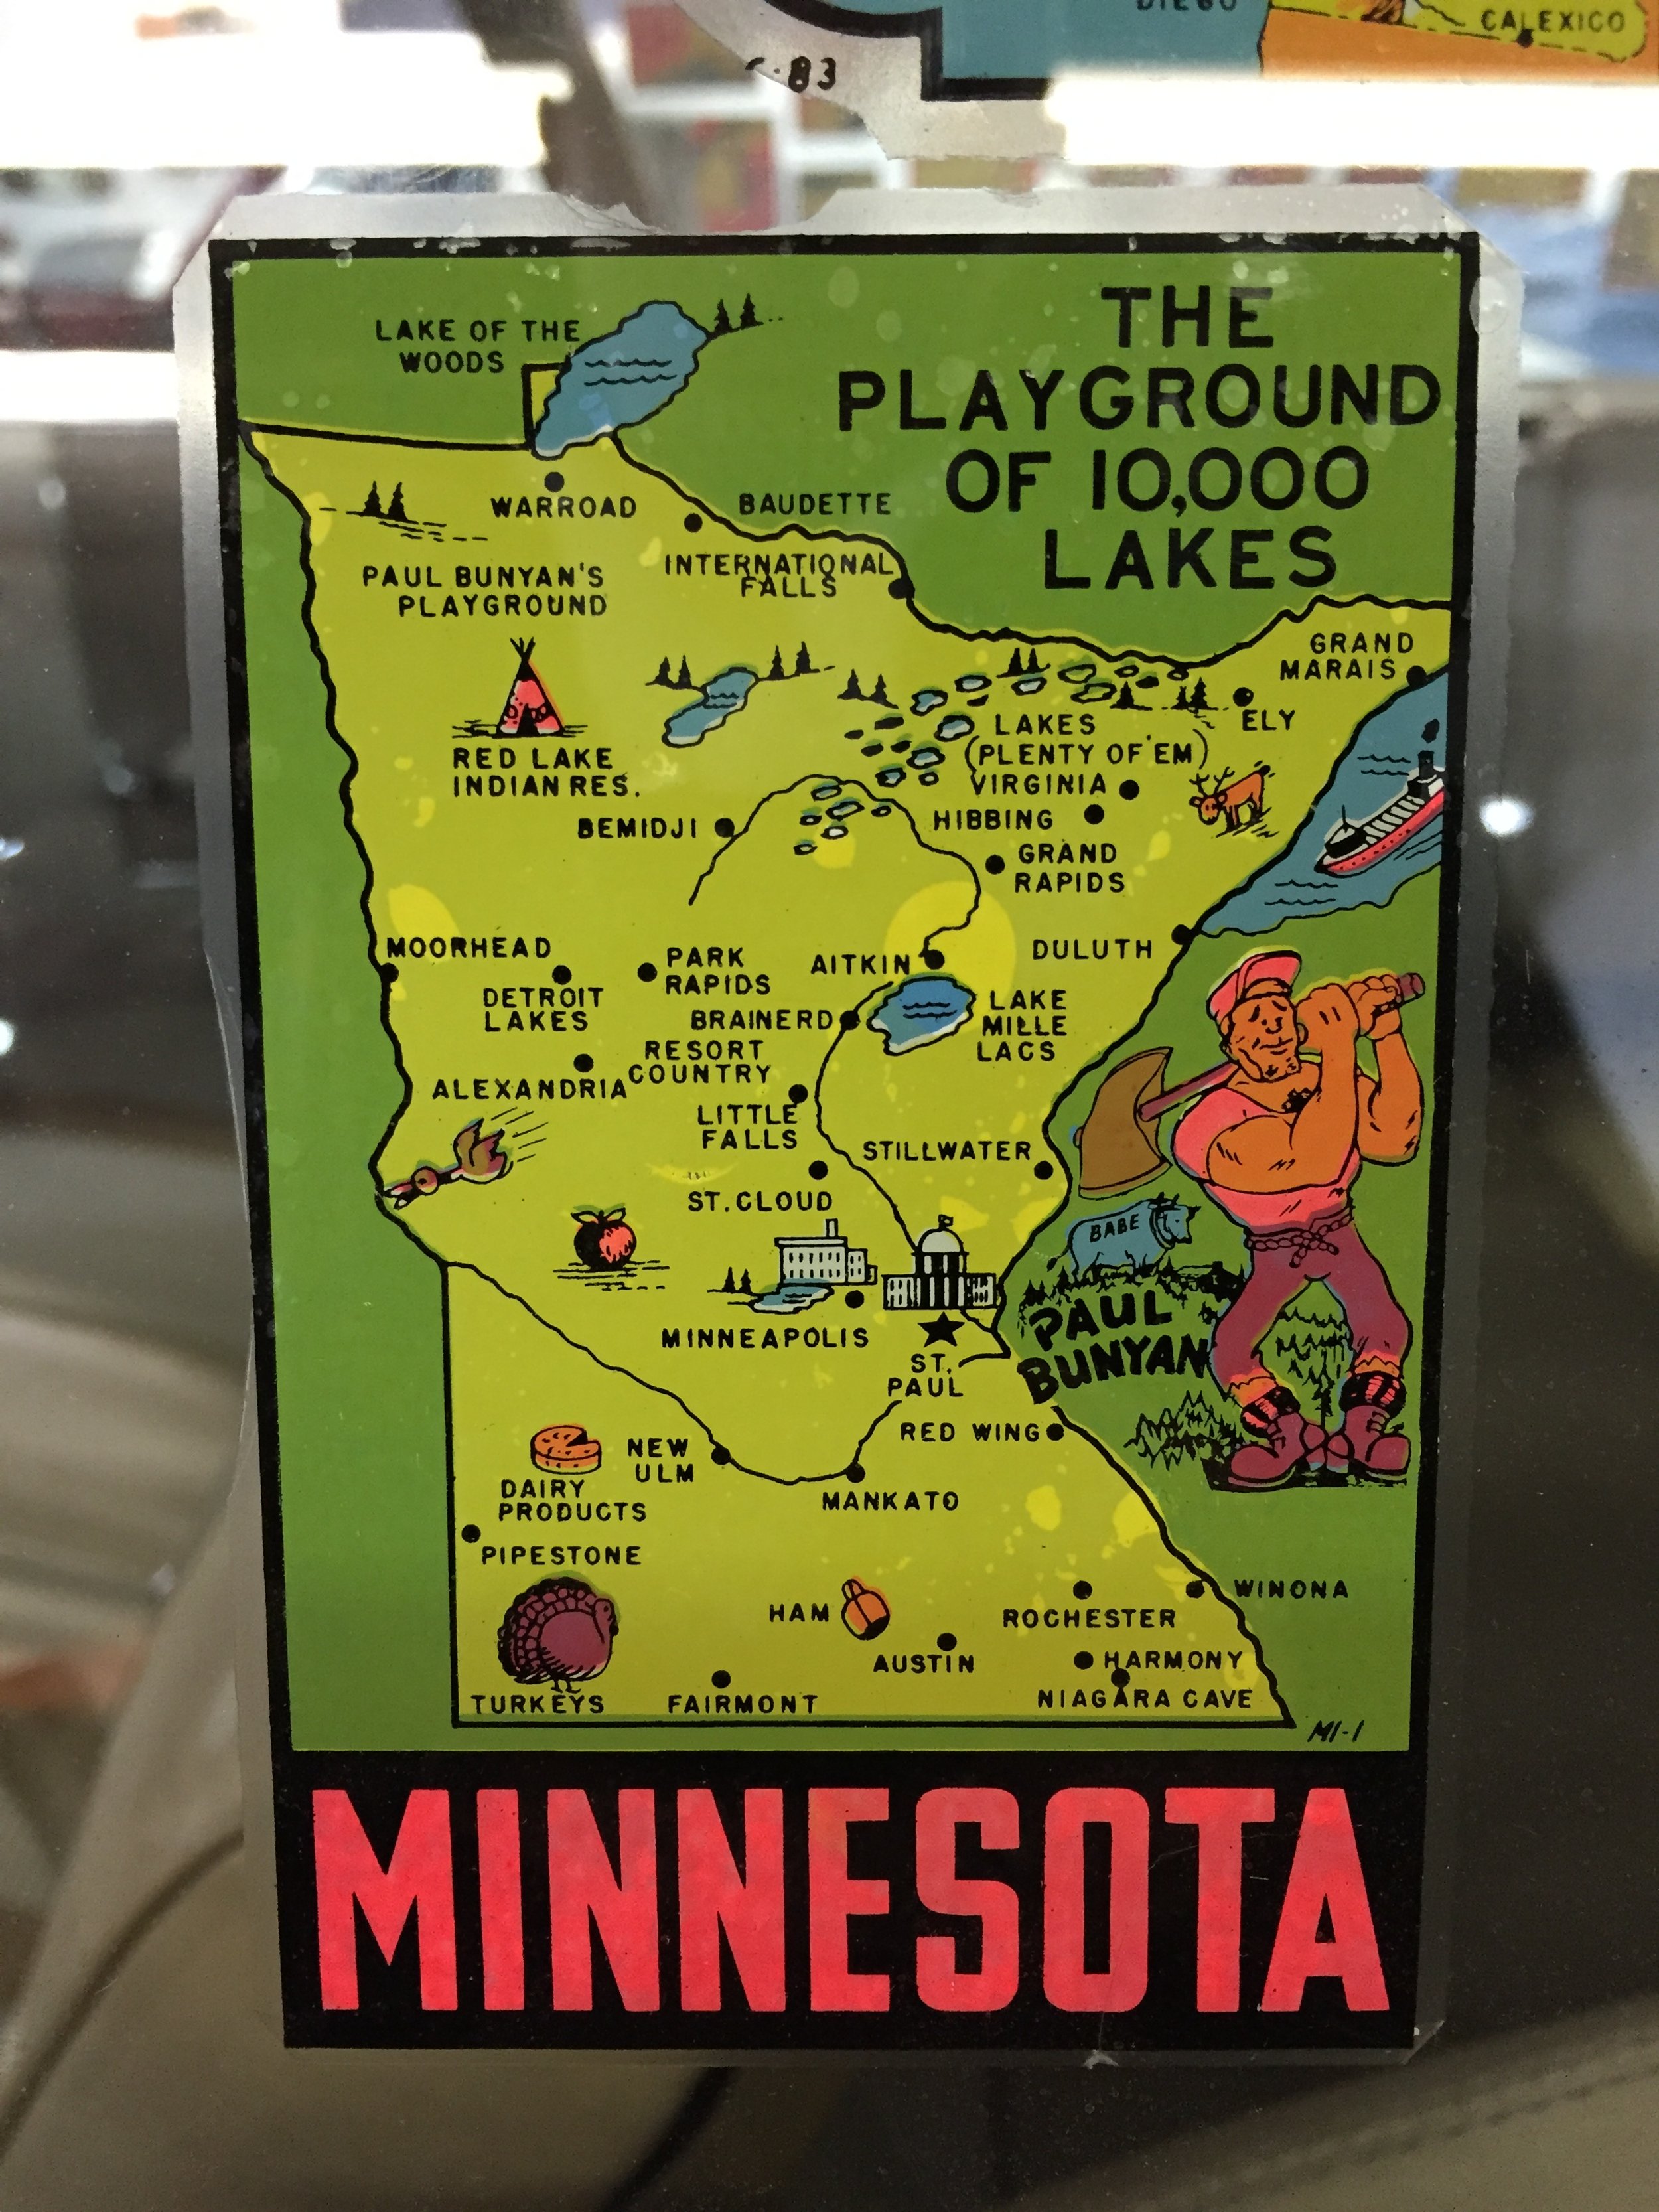 DIEGO
CALEXICO
83
THE
PLAYGROUND
OF 10,000
LAKES
LAKE OF THE
WOODS
WARROAD
BAUDETTE
INTERNATIONAL
FALLS
PAUL BUNYAN'S
PLAYGROUND
GRAND
MARAIS
ELY
RED LAKE
INDIAN RES.
LAKES
(PLENTY OF 'EM)
VIRGINIA
BEMIDJI
HIBBING
GRAND
RAPIDS
MOORHEAD
DETROIT
LAKES
PARK
RAPIDS
AITKIN
DULUTH
BRAINERD
LAKE
MILLE
LACS
RESORT
COUNTRY
ALEXANDRIA
LITTLE
FALLS
STILLWATER
ST. CLOUD
BABE
PAUL
BUNYAN
MINNEAPOLIS
ST.
PAUL
RED WING
NEW
ULM
DAIRY
PRODUCTS
MANKATO
PIPESTONE
WINONA
HAM
ROCHESTER
AUSTIN
HARMONY
TURKEYS
FAIRMONT
NIAGARA CAVE
MI-1
MINNESOTA